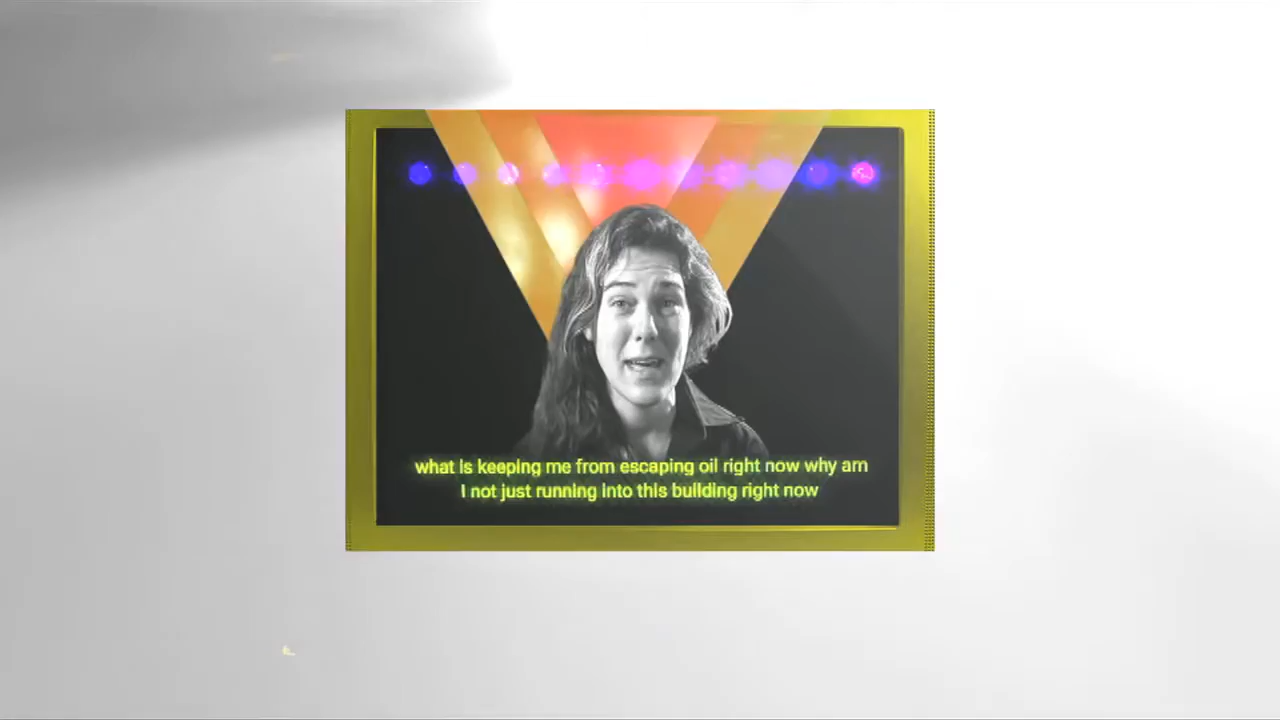 what is keeping me from escaping oil right now why am
I not just running into this building right now